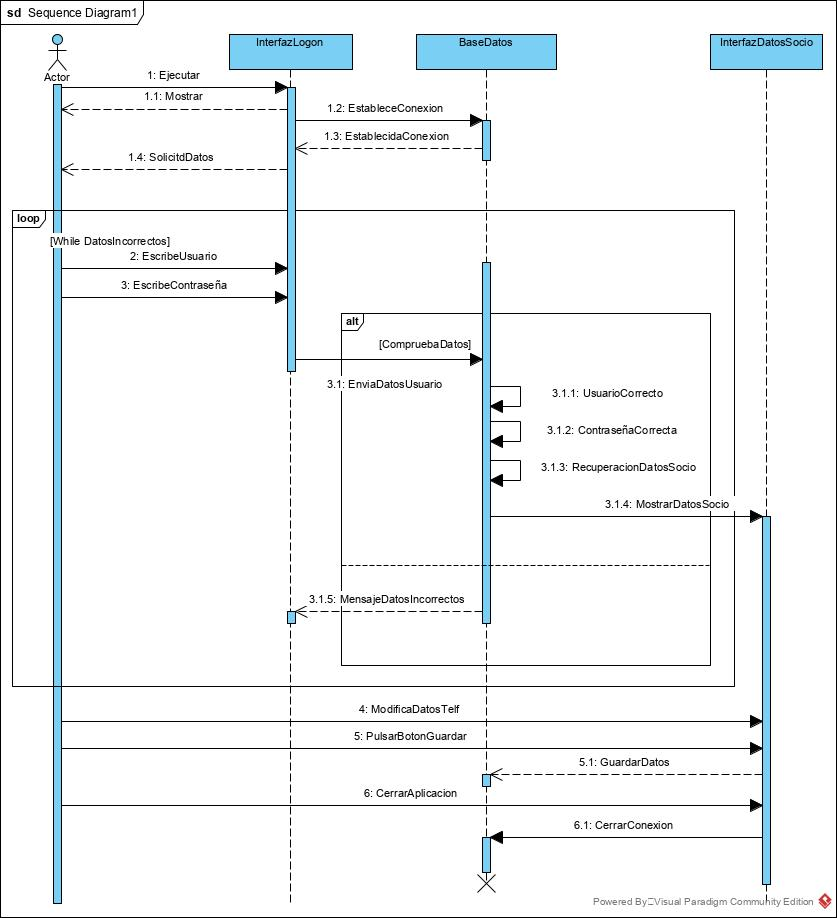 sd Sequence Diagram1
Actor
InterfazLogon
BaseDatos
InterfazDatosSocio
1: Ejecutar
1.1: Mostrar
1.2: EstableceConexion
1.3: EstablecidaConexion
1.4: SolicitdDatos
loop
[While DatosIncorrectos]
2: EscribeUsuario
3: EscribeContraseña
alt
[CompruebaDatos]
3.1: EnviaDatosUsuario
3.1.1: UsuarioCorrecto
3.1.2: ContraseñaCorrecta
3.1.3: RecuperacionDatosSocio
3.1.4: MostrarDatosSocio
3.1.5: MensajeDatosIncorrectos
4: ModificaDatosTelf
5: PulsarBotonGuardar
5.1: GuardarDatos
6: CerrarAplicacion
6.1: CerrarConexion
Powered By Visual Paradigm Community Edition